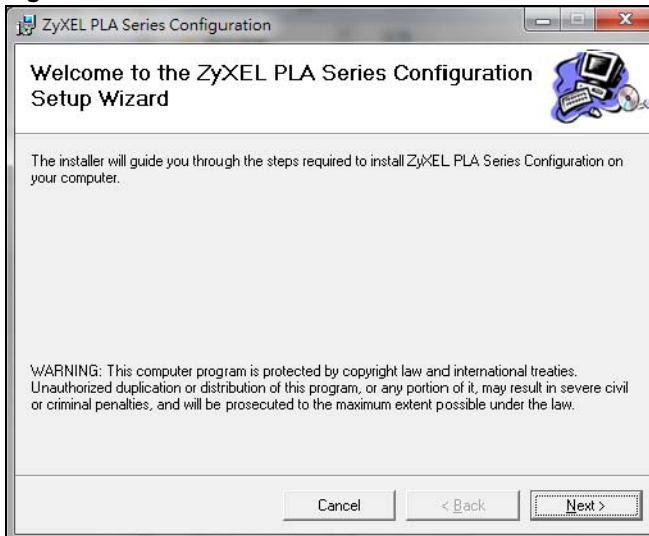 ZyXEL PLA Series Configuration
Welcome to the ZyXEL PLA Series Configuration
Setup Wizard
The installer will guide you through the steps required to install ZyXEL PLA Series Configuration on
your computer.
WARNING: This computer program is protected by copyright law and international treaties.
Unauthorized duplication or distribution of this program, or any portion of it, may result in severe civil
or criminal penalties, and will be prosecuted to the maximum extent possible under the law.
Cancel
< Back
Next >